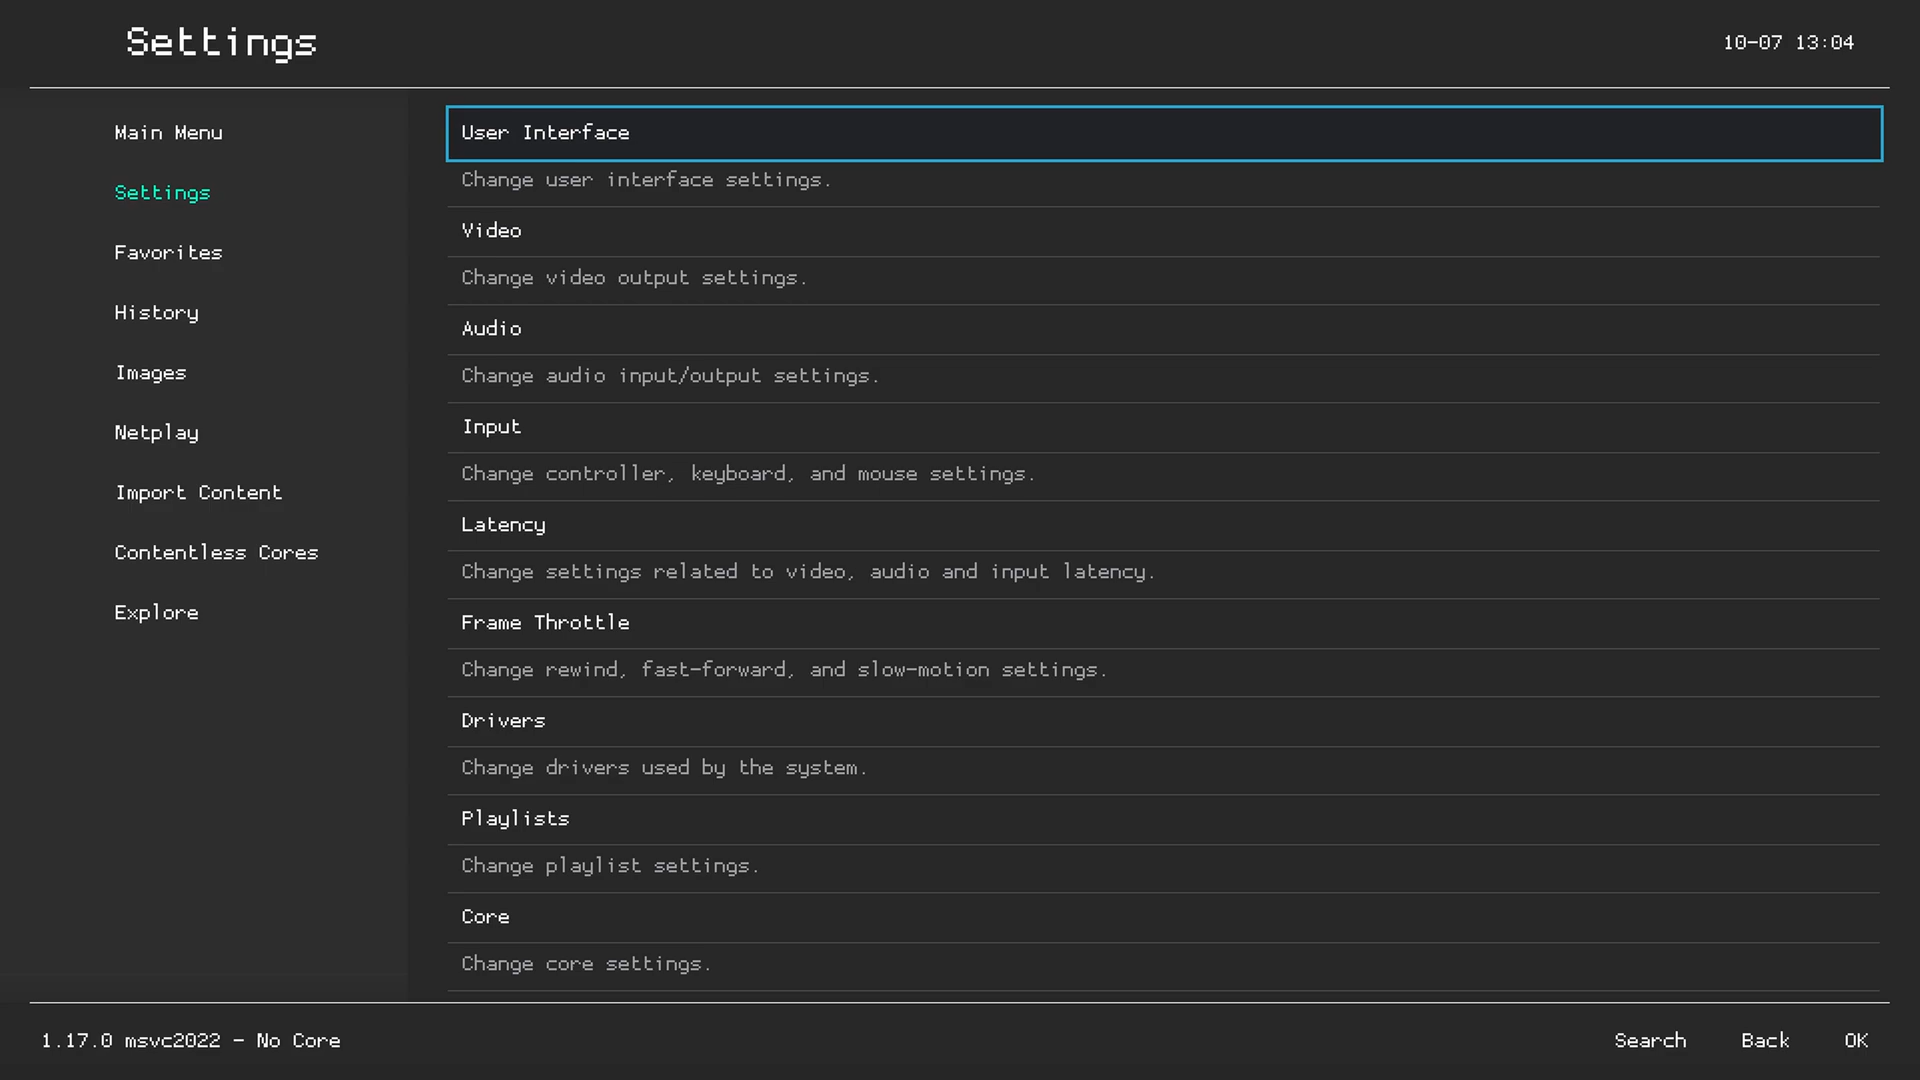 Settings
10-07 13:04
Main Menu
Settings
Favorites
History
Images
Netplay
Import Content
Contentless Cores
Explore
User Interface
Change user interface settings.
Video
Change video output settings.
Audio
Change audio input/output settings.
Input
Change controller, keyboard, and mouse settings.
Latency
Change settings related to video, audio and input latency.
Frame Throttle
Change rewind, fast-forward, and slow-motion settings.
Drivers
Change drivers used by the system.
Playlists
Change playlist settings.
Core
Change core settings.
1.17.0 msvc2022 - No Core
Search Back OK